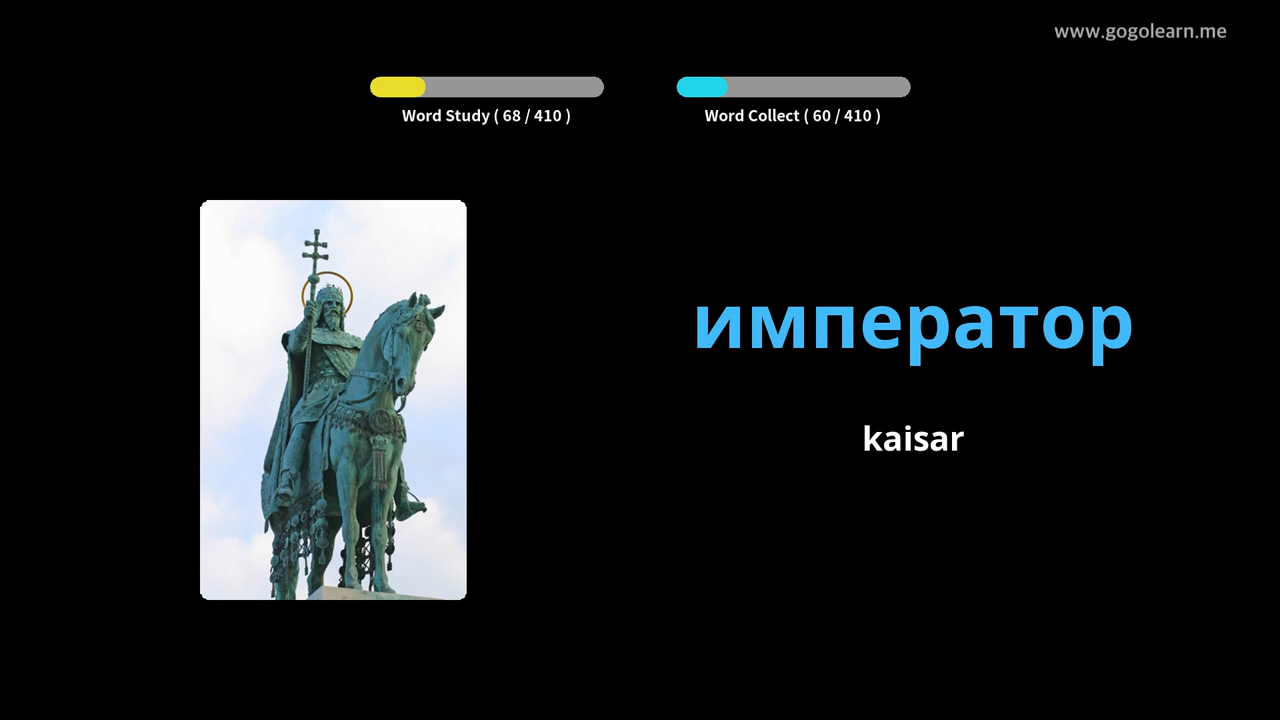 www.gogolearn.me
Word Study ( 68 / 410 )
Word Collect ( 60 / 410 )
император
kaisar